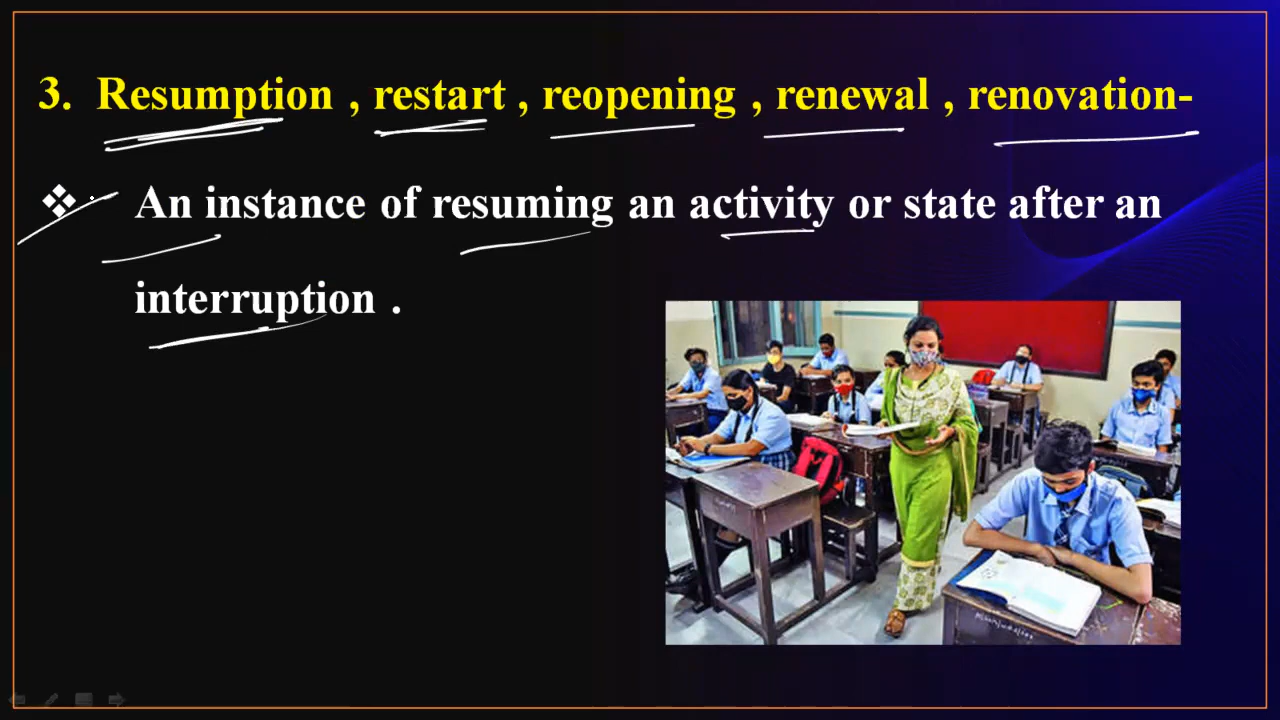 3. Resumption , restart , reopening , renewal , renovation-
❖ An instance of resuming an activity or state after an
interruption .